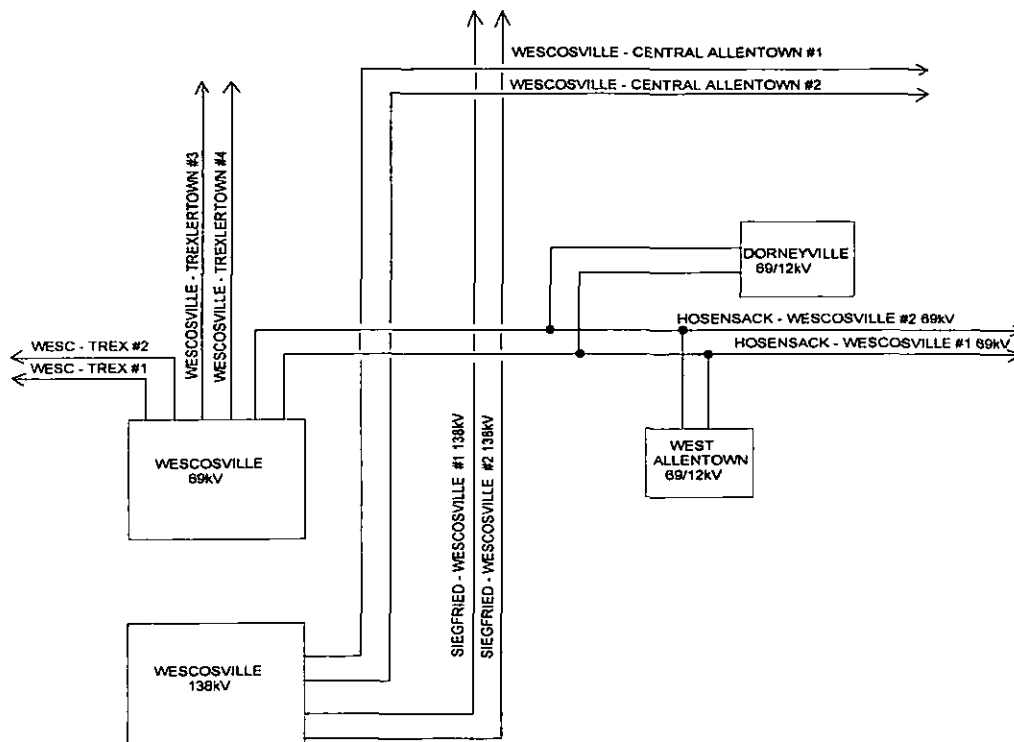 WESCOSVILLE - CENTRAL ALLENTOWN #1
WESCOSVILLE - CENTRAL ALLENTOWN #2
WESCOSVILLE - TREXLERTOWN #3
WESCOSVILLE - TREXLERTOWN #4
DORNEYVILLE
69/12kV
HOSENSACK - WESCOSVILLE #2 69kV
HOSENSACK - WESCOSVILLE #1 69kV
WESC - TREX #2
WESC - TREX #1
WEST
ALLENTOWN
69/12kV
WESCOSVILLE
69kV
SIEGFRIED - WESCOSVILLE #1 138kV
SIEGFRIED - WESCOSVILLE #2 138kV
WESCOSVILLE
138kV